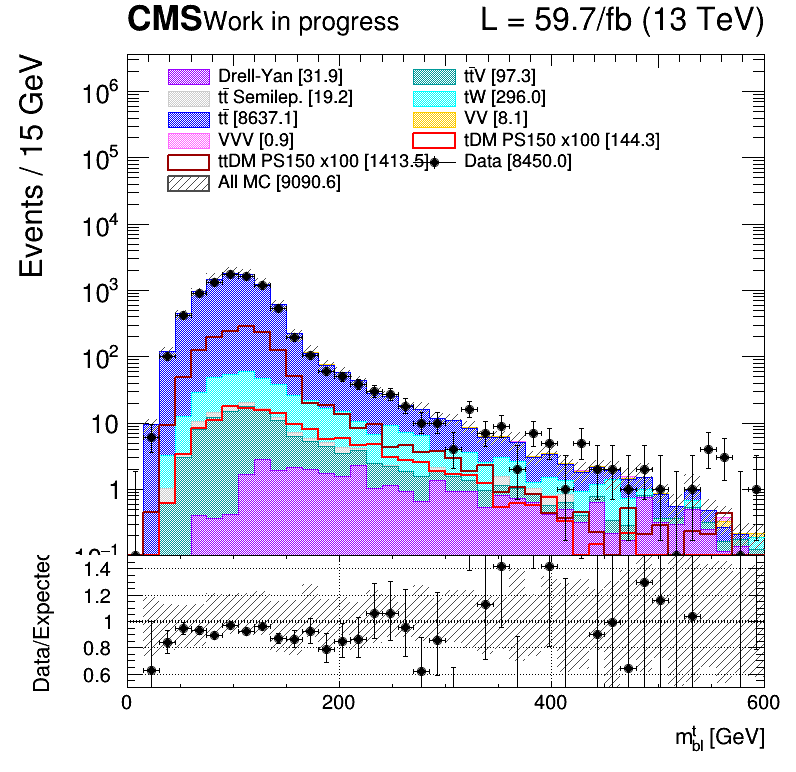 CMS Work in progress L = 59.7/fb (13 TeV)
Events / 15 GeV
Drell-Yan [31.9] tt̄V [97.3]
tt̄ Semilep. [19.2] tW [296.0]
tt̄ [8637.1] VV [8.1]
VVV [0.9] tDM PS150 x100 [144.3]
ttDM PS150 x100 [1413.5] Data [8450.0]
All MC [9090.6]
10⁶
10⁵
10⁴
10³
10²
10
1
10⁻¹
Data/Expected
1.4
1.2
1
0.8
0.6
0 200 400 600
m^t_bl [GeV]